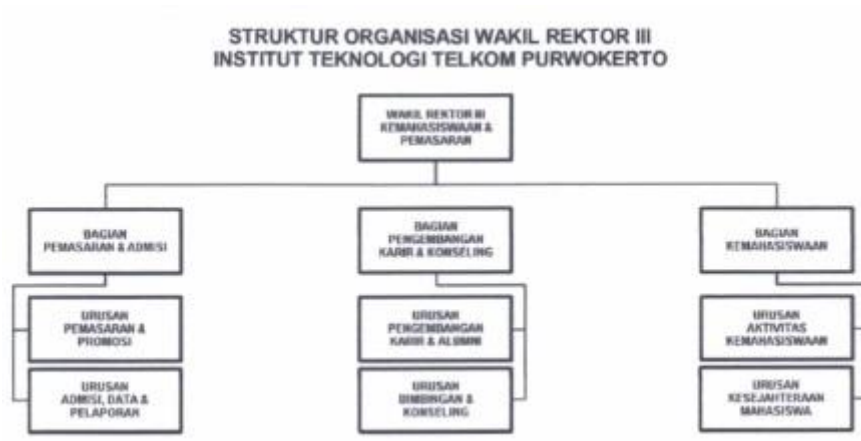 STRUKTUR ORGANISASI WAKIL REKTOR III
INSTITUT TEKNOLOGI TELKOM PURWOKERTO
WAKIL REKTOR III
KEMAHASISWAAN &
PEMASARAN
BAGIAN
PEMASARAN & ADMISI
BAGIAN
PENGEMBANGAN
KARIR & KONSELING
BAGIAN
KEMAHASISWAAN
URUSAN
PEMASARAN &
PROMOSI
URUSAN
PENGEMBANGAN
KARIR & ALUMNI
URUSAN
AKTIVITAS
KEMAHASISWAAN
URUSAN
ADMISI, DATA &
PELAPORAN
URUSAN
BIMBINGAN &
KONSELING
URUSAN
KESEJAHTERAAN
MAHASISWA